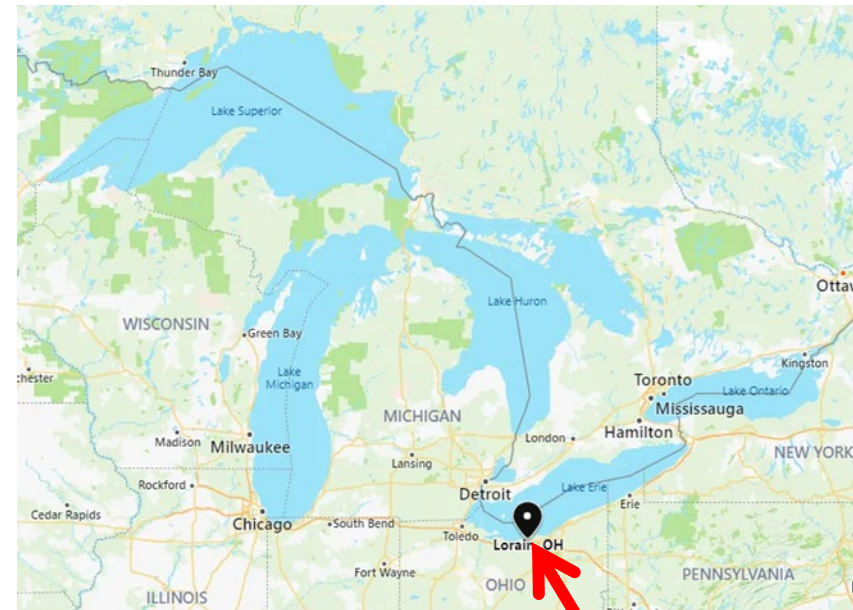 Thunder Bay
Lake Superior
Ottaw
Lake Huron
WISCONSIN
Green Bay
Kingston
chester
Lake
Michigan
Toronto
Lake Ontario
Mississauga
MICHIGAN
Hamilton
London
Madison
Milwaukee
NEW YORK
Lansing
Rockford
Detroit
Lake Erie
Erie
Cedar Rapids
Chicago
South Bend
Toledo
Lorain, OH
Fort Wayne
PENNSYLVANIA
OHIO
ILLINOIS